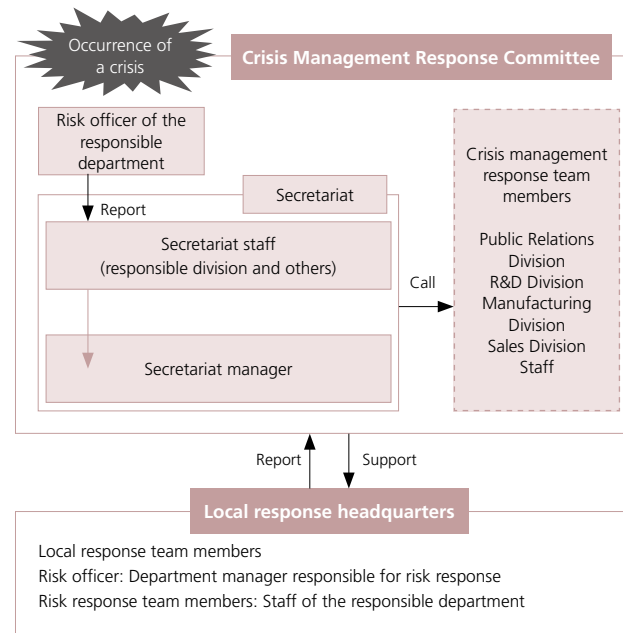 Occurrence of
a crisis
Crisis Management Response Committee
Risk officer of the
responsible
department
Report
Secretariat
Secretariat staff
(responsible division and others)
Secretariat manager
Call
Crisis management
response team
members
Public Relations
Division
R&D Division
Manufacturing
Division
Sales Division
Staff
Report
Support
Local response headquarters
Local response team members
Risk officer: Department manager responsible for risk response
Risk response team members: Staff of the responsible department